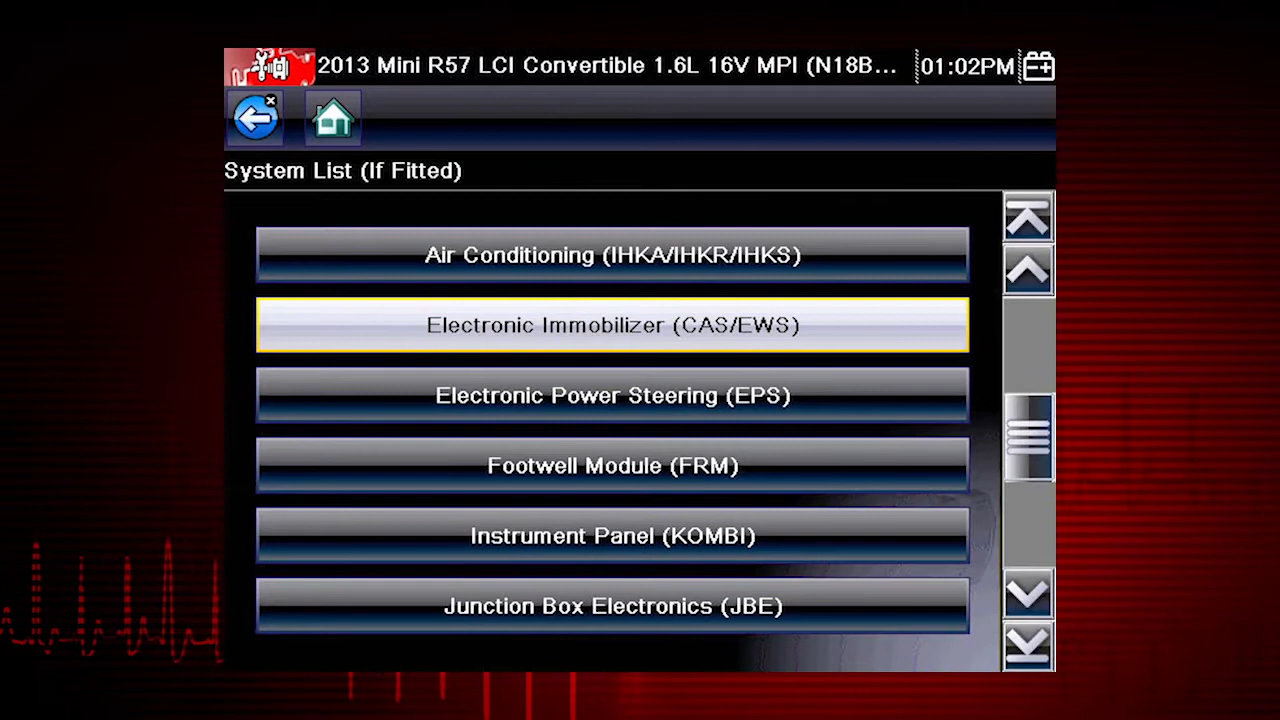 2013 Mini R57 LCI Convertible 1.6L 16V MPI (N18B... 01:02PM
System List (If Fitted)
Air Conditioning (IHKA/IHKR/IHKS)
Electronic Immobilizer (CAS/EWS)
Electronic Power Steering (EPS)
Footwell Module (FRM)
Instrument Panel (KOMBI)
Junction Box Electronics (JBE)